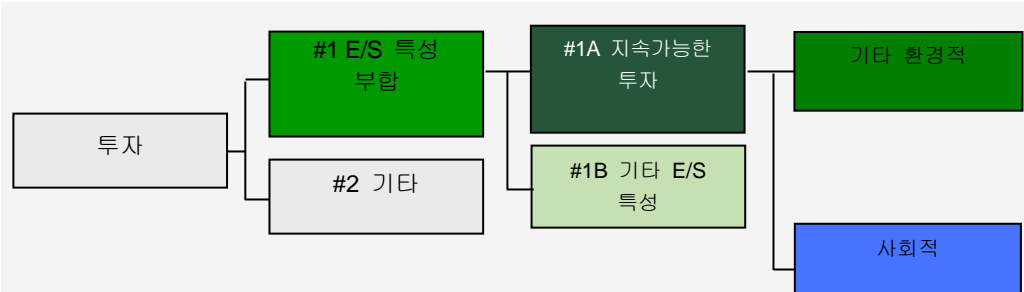 투자
#1 E/S 특성
부합
#2 기타
#1A 지속가능한
투자
#1B 기타 E/S
특성
기타 환경적
사회적